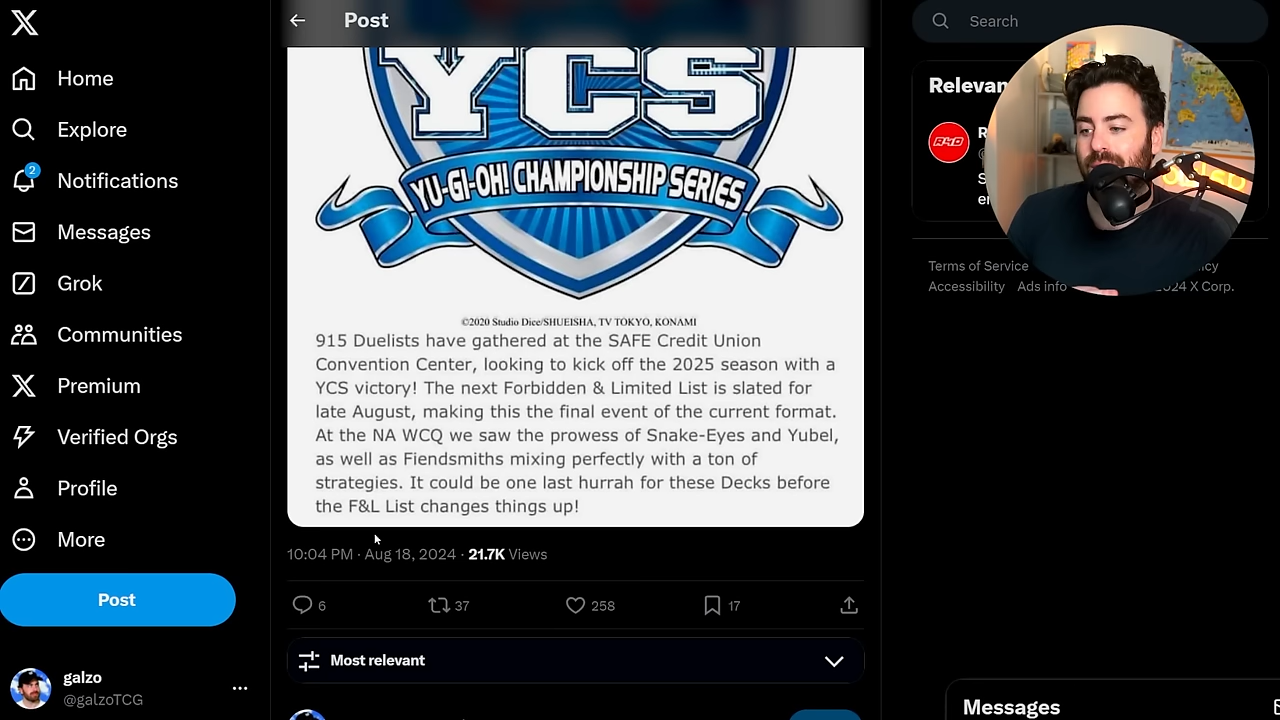 Post
Search
Home
Explore
2
Notifications
Messages
Grok
Communities
Premium
Verified Orgs
Profile
More
Post
galzo
@galzoTCG
YCS
YU-GI-OH! CHAMPIONSHIP SERIES
©2020 Studio Dice/SHUEISHA, TV TOKYO, KONAMI
915 Duelists have gathered at the SAFE Credit Union
Convention Center, looking to kick off the 2025 season with a
YCS victory! The next Forbidden & Limited List is slated for
late August, making this the final event of the current format.
At the NA WCQ we saw the prowess of Snake-Eyes and Yubel,
as well as Fiendsmiths mixing perfectly with a ton of
strategies. It could be one last hurrah for these Decks before
the F&L List changes things up!
10:04 PM · Aug 18, 2024 · 21.7K Views
6 37 258 17
Most relevant
Relevan
R4D
Terms of Service
Accessibility Ads info 2024 X Corp.
Messages